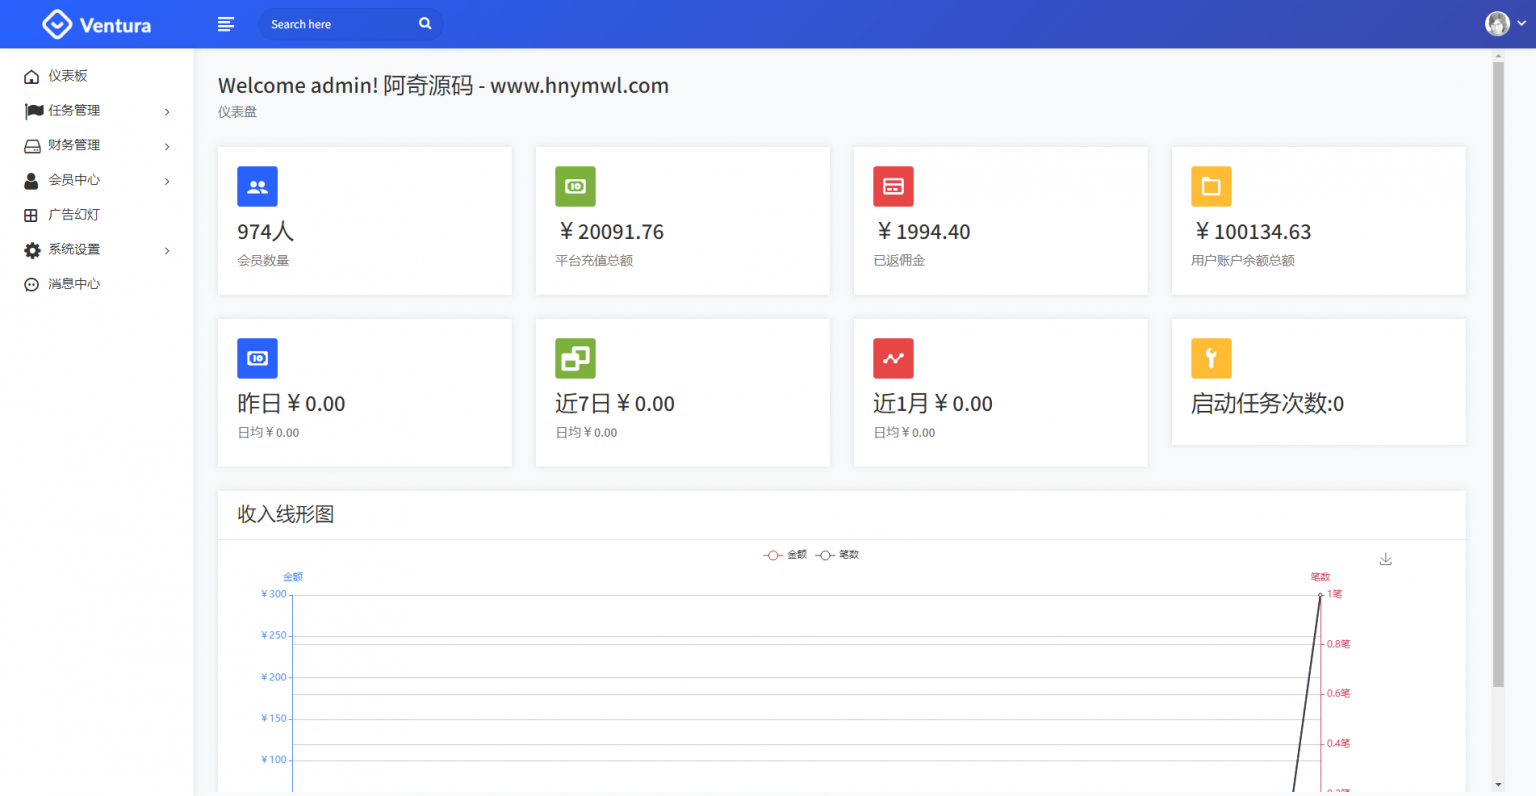 Ventura
Search here
仪表板
任务管理
财务管理
会员中心
广告幻灯
系统设置
消息中心
Welcome admin! 阿奇源码 - www.hnymwl.com
仪表盘
974人
会员数量
￥20091.76
平台充值总额
￥1994.40
已返佣金
￥100134.63
用户账户余额总额
昨日￥0.00
日均￥0.00
近7日￥0.00
日均￥0.00
近1月￥0.00
日均￥0.00
启动任务次数:0
收入线形图
金额 笔数
金额
笔数
￥300
￥250
￥200
￥150
￥100
1笔
0.8笔
0.6笔
0.4笔